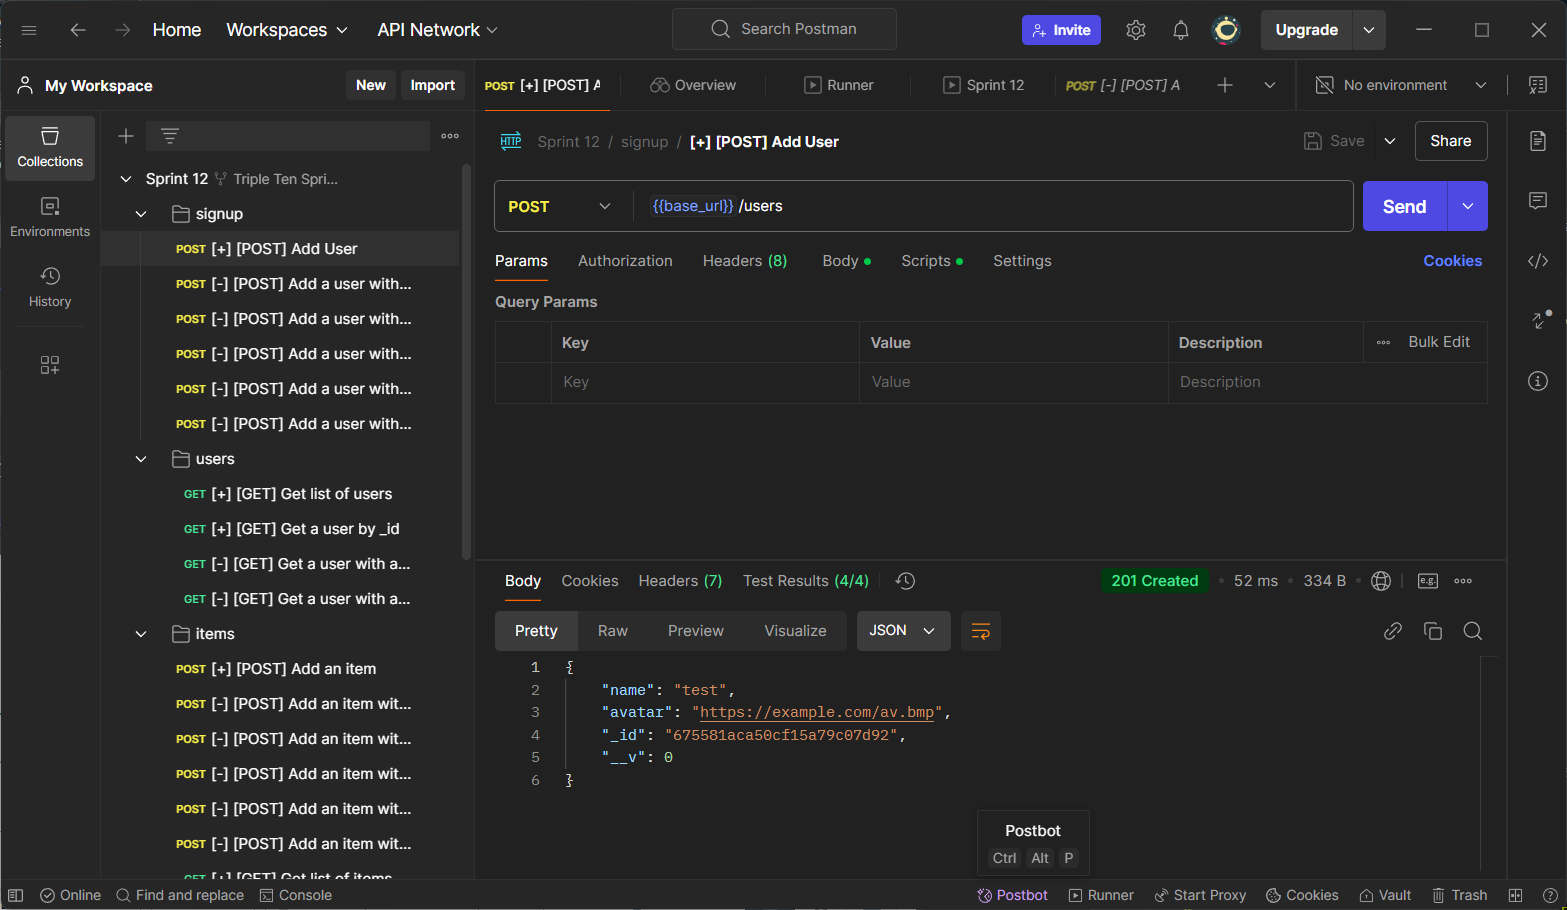 Home
Workspaces
API Network
Search Postman
Invite
Upgrade
My Workspace
New
Import
POST [+] [POST] A
Overview
Runner
Sprint 12
POST [-] [POST] A
No environment
Collections
Environments
History
Sprint 12 Triple Ten Spri...
signup
POST [+] [POST] Add User
POST [-] [POST] Add a user with...
POST [-] [POST] Add a user with...
POST [-] [POST] Add a user with...
POST [-] [POST] Add a user with...
POST [-] [POST] Add a user with...
users
GET [+] [GET] Get list of users
GET [+] [GET] Get a user by _id
GET [-] [GET] Get a user with a...
GET [-] [GET] Get a user with a...
items
POST [+] [POST] Add an item
POST [-] [POST] Add an item wit...
POST [-] [POST] Add an item wit...
POST [-] [POST] Add an item wit...
POST [-] [POST] Add an item wit...
POST [-] [POST] Add an item wit...
GET [+] [GET] Get list of items
HTTP Sprint 12 / signup / [+] [POST] Add User
Save
Share
POST
{{base_url}} /users
Send
Params
Authorization
Headers (8)
Body
Scripts
Settings
Cookies
Query Params
Key Value Description Bulk Edit
Key Value Description
Body
Cookies
Headers (7)
Test Results (4/4)
201 Created
52 ms
334 B
e.g.
Pretty
Raw
Preview
Visualize
JSON
1 {
2 "name": "test",
3 "avatar": "https://example.com/av.bmp",
4 "_id": "675581aca50cf15a79c07d92",
5 "__v": 0
6 }
Postbot
Ctrl Alt P
Online
Find and replace
Console
Postbot
Runner
Start Proxy
Cookies
Vault
Trash